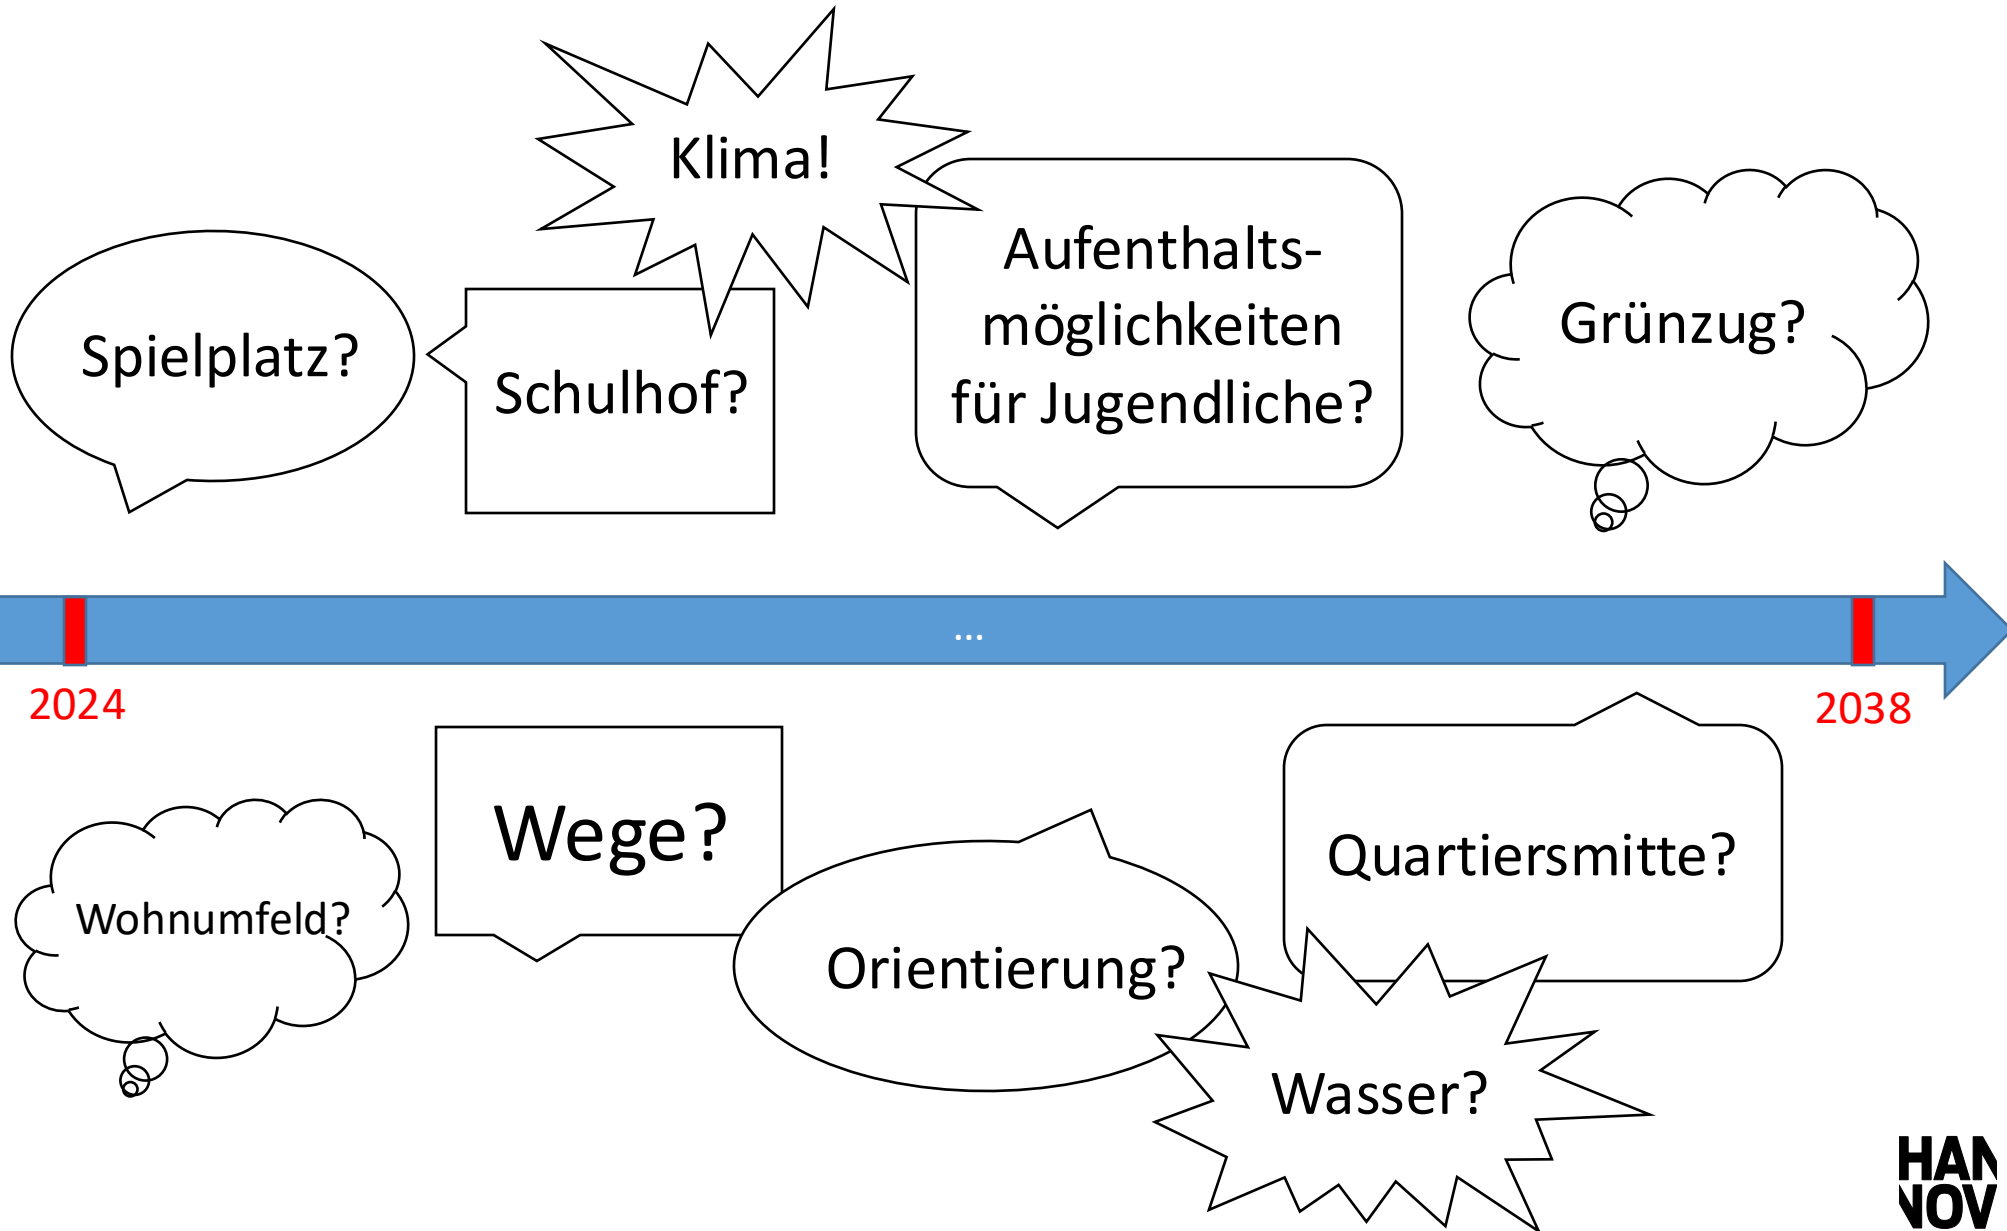 Klima!
Spielplatz?
Schulhof?
Aufenthalts-
möglichkeiten
für Jugendliche?
Grünzug?
...
2024
2038
Wohnumfeld?
Wege?
Orientierung?
Quartiersmitte?
Wasser?
HAN
NOV